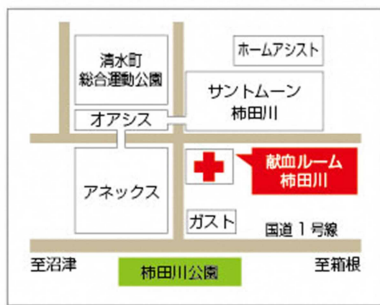 清水町
総合運動公園
ホームアシスト
サントムーン
柿田川
オアシス
アネックス
献血ルーム
柿田川
ガスト
国道1号線
至沼津
柿田川公園
至箱根